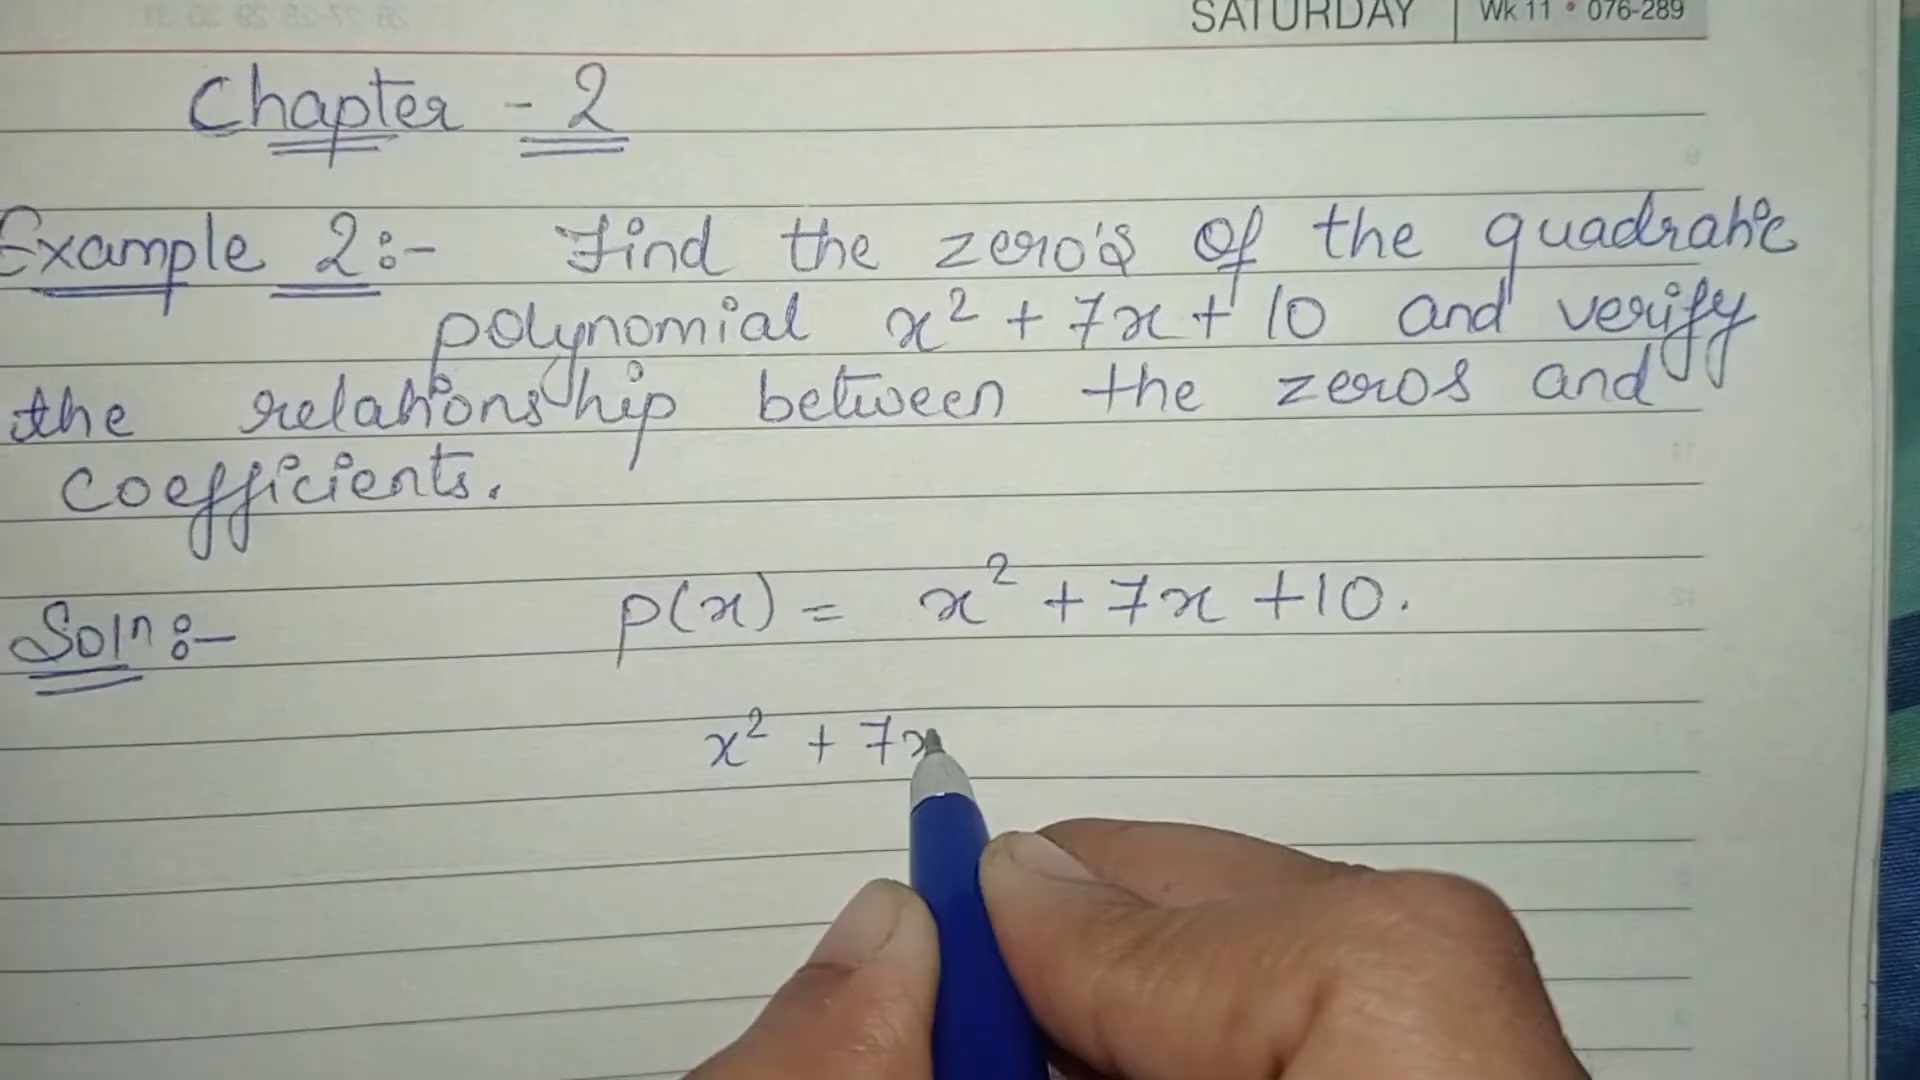 SATURDAY Wk 11 • 076-289
Chapter - 2
Example 2:- Find the zero's of the quadratic
polynomial x² + 7x + 10 and verify
the relationship between the zeros and
coefficients.
Solⁿ:- p(x) = x² + 7x +10.
x² + 7x